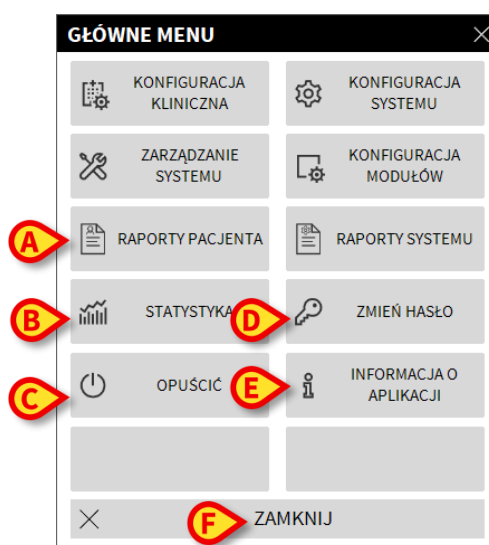 GŁÓWNE MENU
KONFIGURACJA
KLINICZNA
KONFIGURACJA
SYSTEMU
ZARZĄDZANIE
SYSTEMU
KONFIGURACJA
MODUŁÓW
A
RAPORTY PACJENTA
RAPORTY SYSTEMU
B
STATYSTYKA
D
ZMIEŃ HASŁO
C
OPUŚCIĆ
E
INFORMACJA O
APLIKACJI
F
ZAMKNIJ